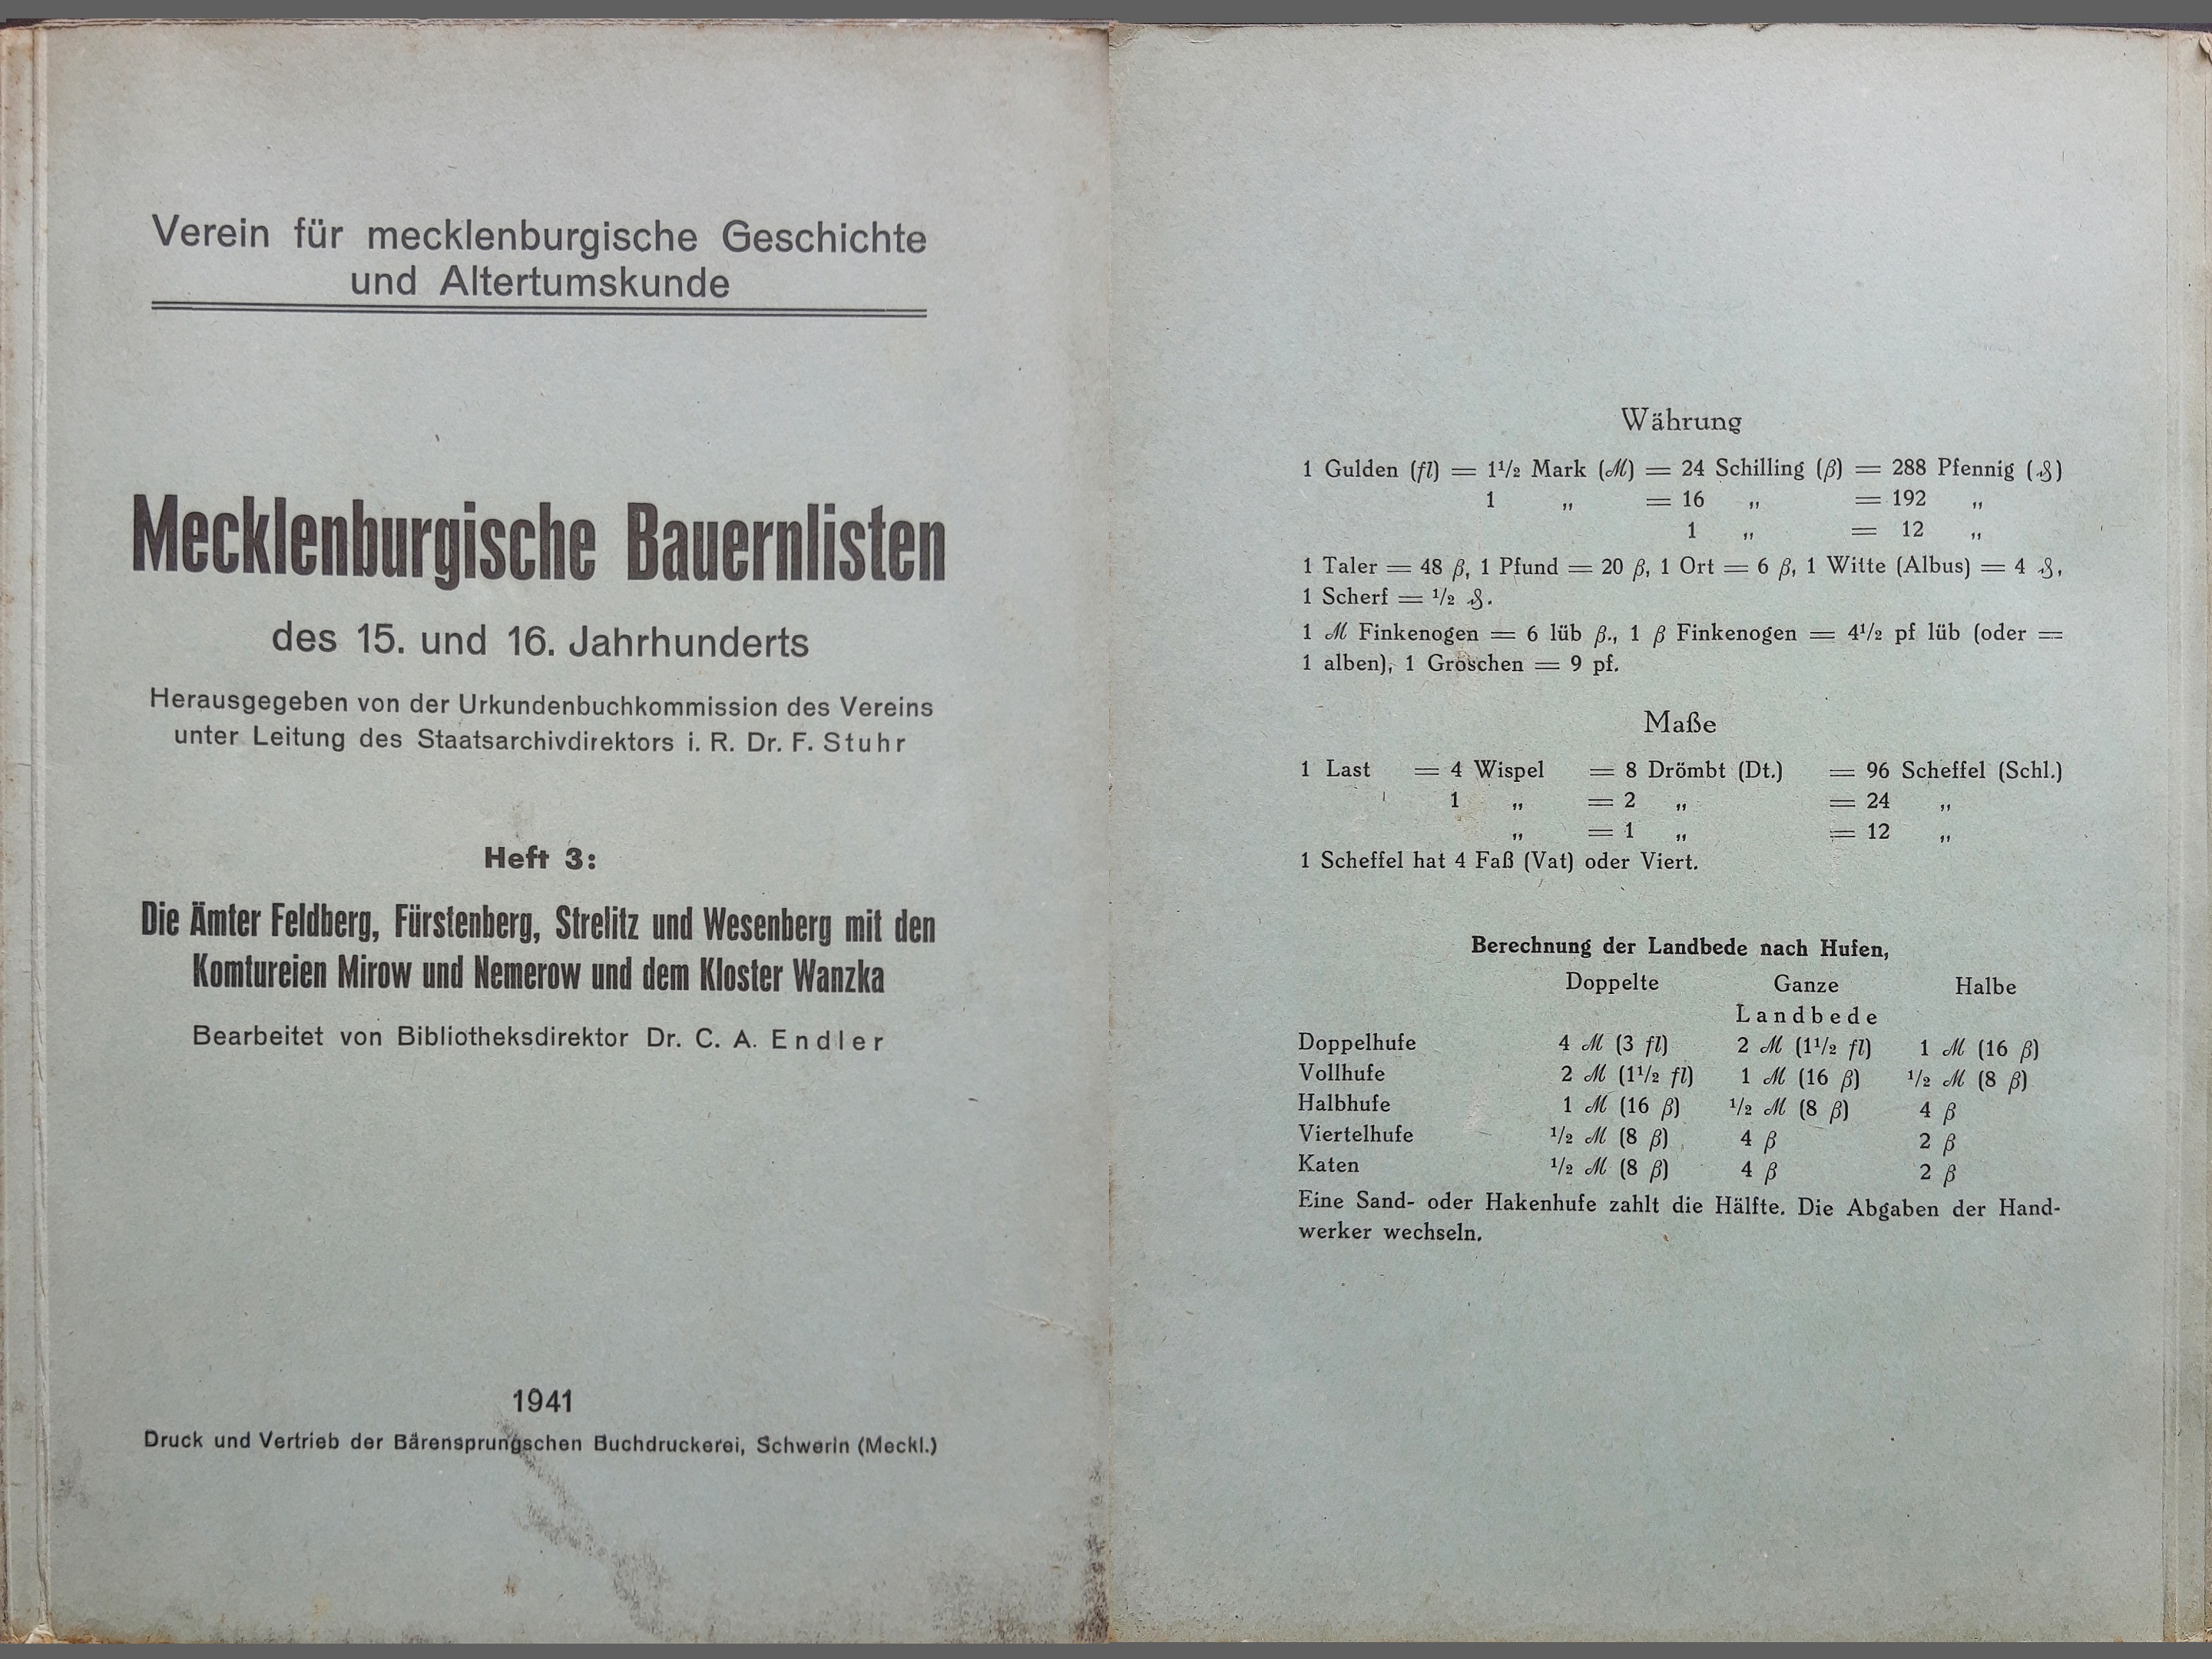 Verein für mecklenburgische Geschichte
und Altertumskunde
Mecklenburgische Bauernlisten
des 15. und 16. Jahrhunderts
Herausgegeben von der Urkundenbuchkommission des Vereins
unter Leitung des Staatsarchivdirektors i. R. Dr. F. Stuhr
Heft 3:
Die Ämter Feldberg, Fürstenberg, Strelitz und Wesenberg mit den
Komtureien Mirow und Nemerow und dem Kloster Wanzka
Bearbeitet von Bibliotheksdirektor Dr. C. A. Endler
1941
Druck und Vertrieb der Bärensprungschen Buchdruckerei, Schwerin (Meckl.)
Währung
1 Gulden (fl) = 1½ Mark (ℳ) = 24 Schilling (β) = 288 Pfennig (₰)
1 „ = 16 „ = 192 „
1 „ = 12 „
1 Taler = 48 β, 1 Pfund = 20 β, 1 Ort = 6 β, 1 Witte (Albus) = 4 ₰,
1 Scherf = ½ ₰.
1 ℳ Finkenogen = 6 lüb β., 1 β Finkenogen = 4½ pf lüb (oder =
1 alben), 1 Groschen = 9 pf.
Maße
1 Last = 4 Wispel = 8 Drömbt (Dt.) = 96 Scheffel (Schl.)
1 „ = 2 „ = 24 „
„ = 1 „ = 12 „
1 Scheffel hat 4 Faß (Vat) oder Viert.
Berechnung der Landbede nach Hufen,
Doppelte Ganze Halbe
Landbede
Doppelhufe 4 ℳ (3 fl) 2 ℳ (1½ fl) 1 ℳ (16 β)
Vollhufe 2 ℳ (1½ fl) 1 ℳ (16 β) ½ ℳ (8 β)
Halbhufe 1 ℳ (16 β) ½ ℳ (8 β) 4 β
Viertelhufe ½ ℳ (8 β) 4 β 2 β
Katen ½ ℳ (8 β) 4 β 2 β
Eine Sand- oder Hakenhufe zahlt die Hälfte. Die Abgaben der Hand-
werker wechseln.